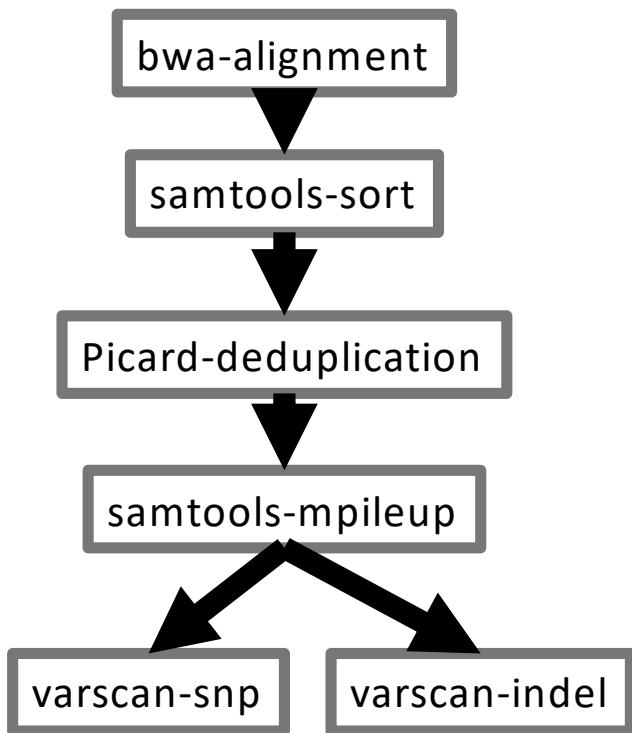 bwa-alignment
samtools-sort
Picard-deduplication
samtools-mpileup
varscan-snp
varscan-indel